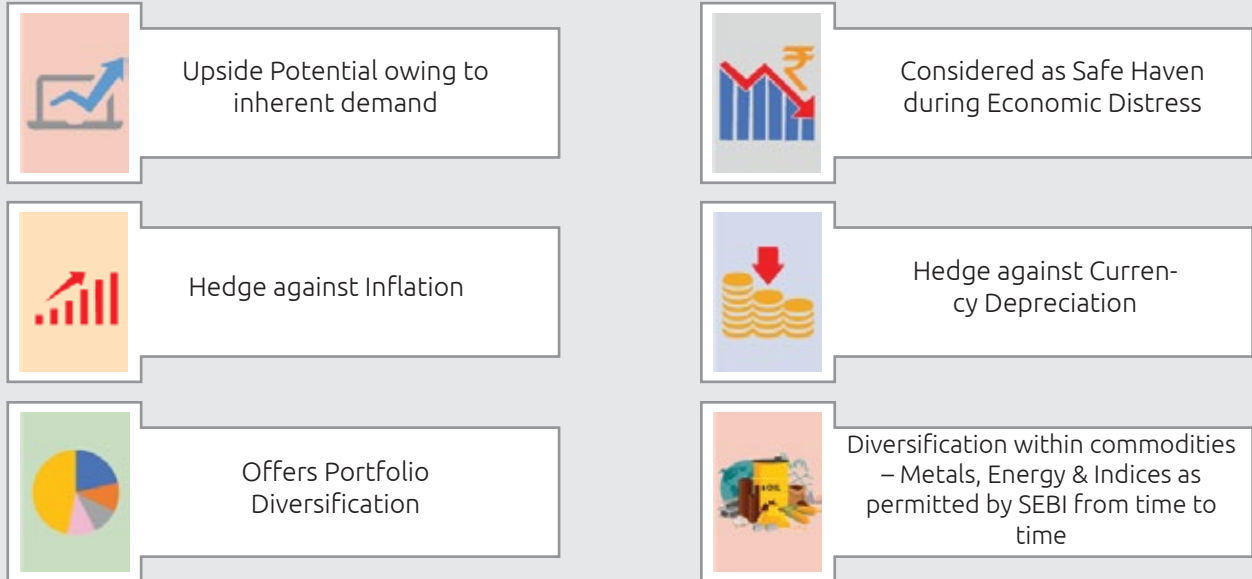 Upside Potential owing to
inherent demand
Considered as Safe Haven
during Economic Distress
Hedge against Inflation
Hedge against Curren-
cy Depreciation
Offers Portfolio
Diversification
Diversification within commodities
– Metals, Energy & Indices as
permitted by SEBI from time to
time
₹
OIL